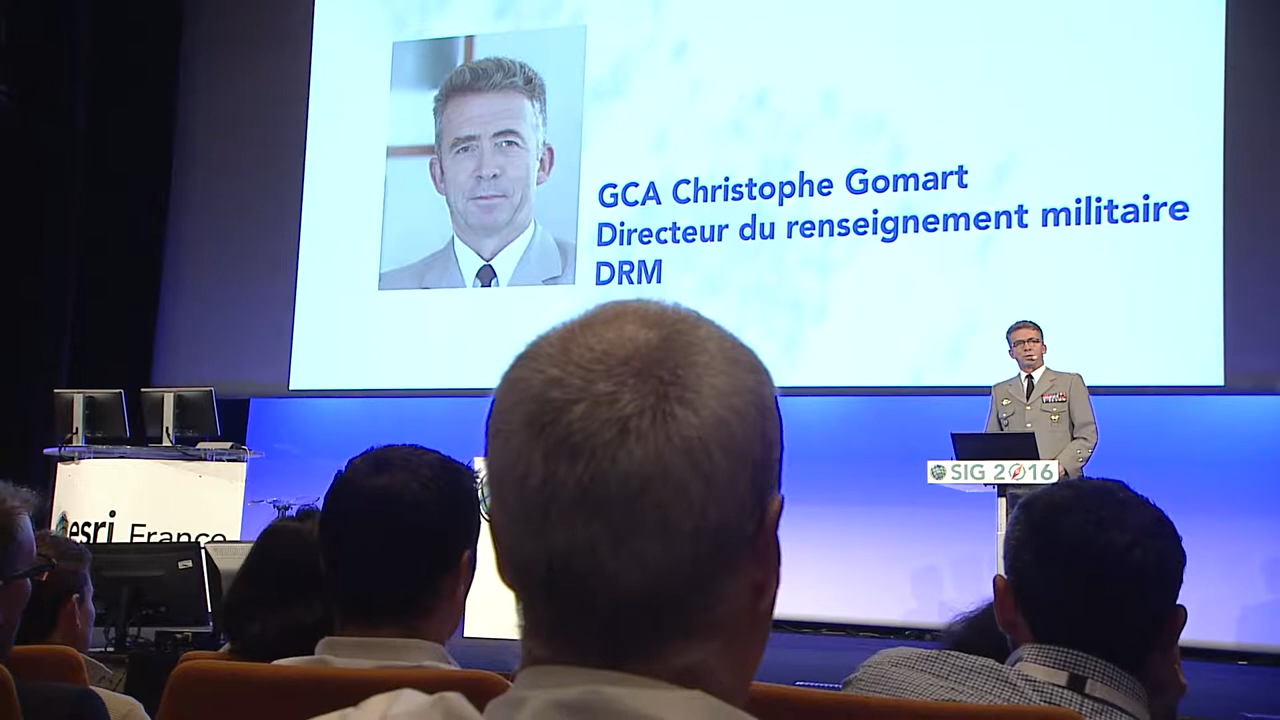 GCA Christophe Gomart
Directeur du renseignement militaire
DRM
SIG 2016
esri France